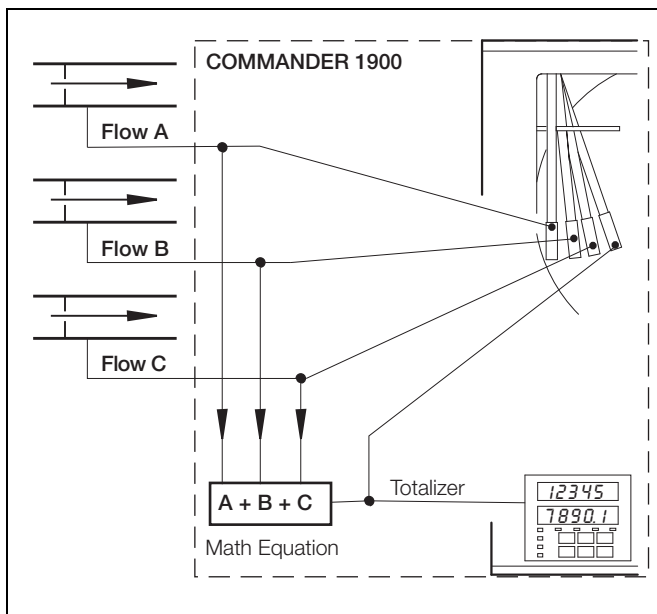 COMMANDER 1900
Flow A
Flow B
Flow C
A + B + C
Totalizer
Math Equation
12345
7890.1